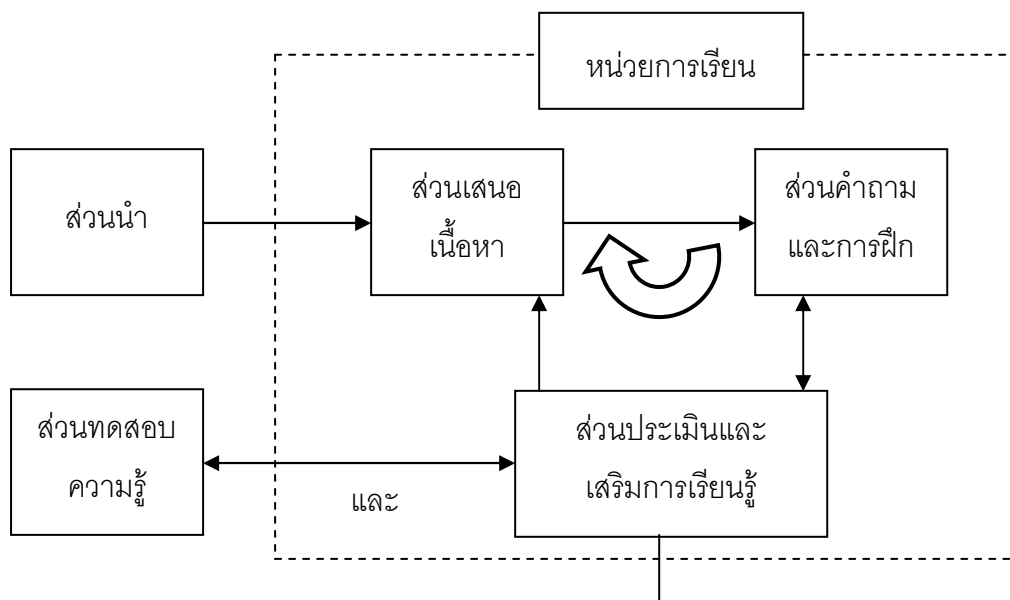 หน่วยการเรียน
ส่วนนำ
ส่วนเสนอ
เนื้อหา
ส่วนคำถาม
และการฝึก
ส่วนทดสอบ
ความรู้
และ
ส่วนประเมินและ
เสริมการเรียนรู้